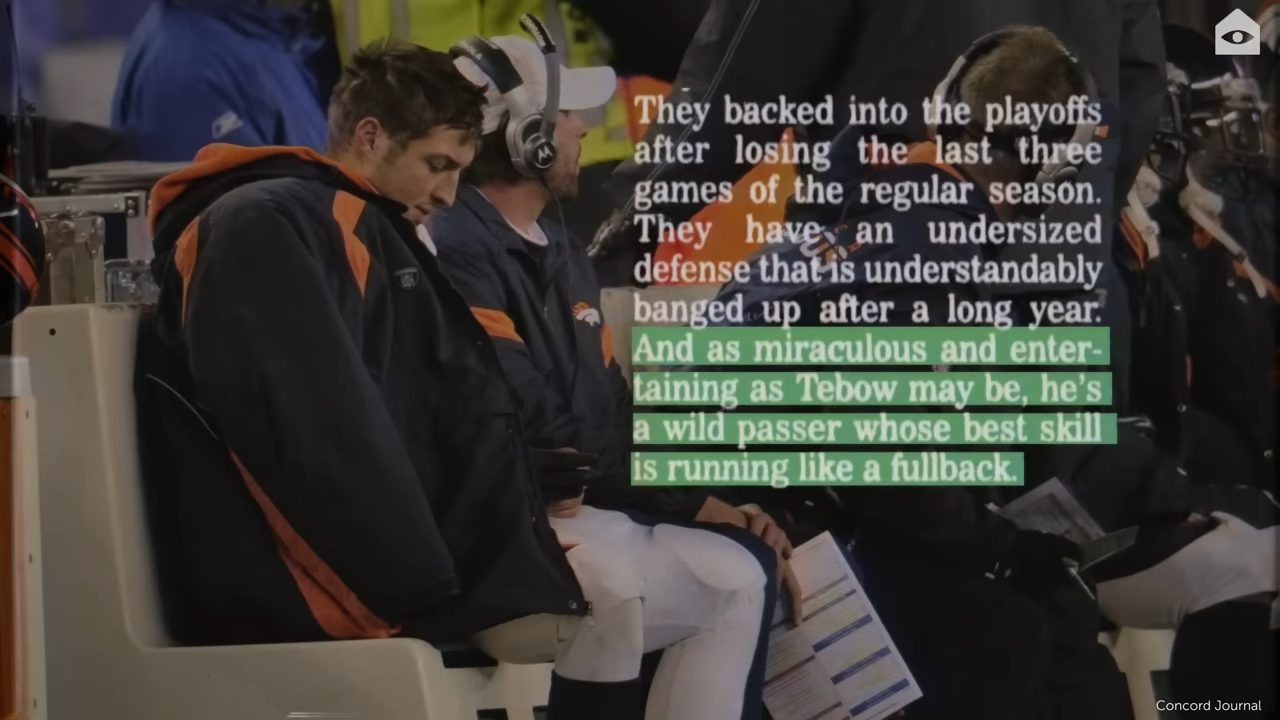 They backed into the playoffs
after losing the last three
games of the regular season.
They have an undersized
defense that is understandably
banged up after a long year.
And as miraculous and enter-
taining as Tebow may be, he's
a wild passer whose best skill
is running like a fullback.
Concord Journal